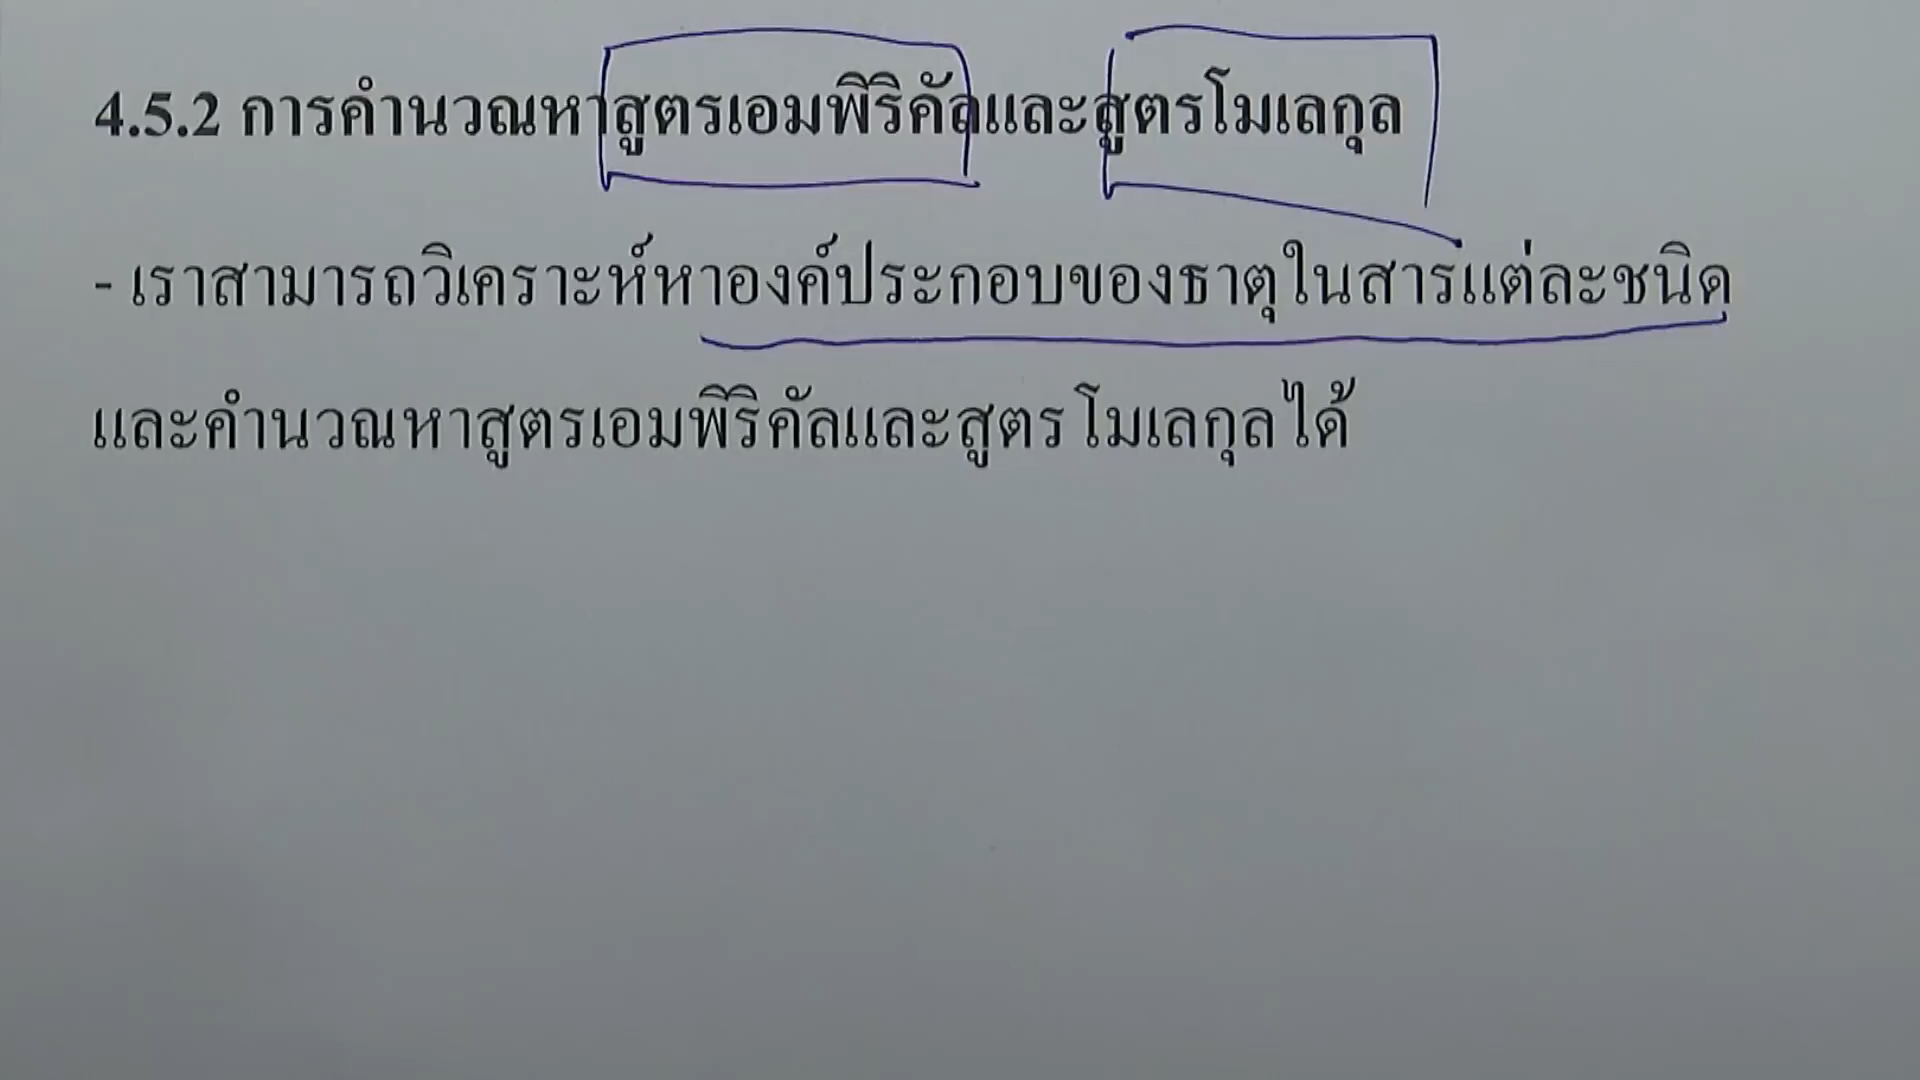 4.5.2 การคำนวณหาสูตรเอมพิริคัลและสูตรโมเลกุล
- เราสามารถวิเคราะห์หาองค์ประกอบของธาตุในสารแต่ละชนิด
และคำนวณหาสูตรเอมพิริคัลและสูตรโมเลกุลได้